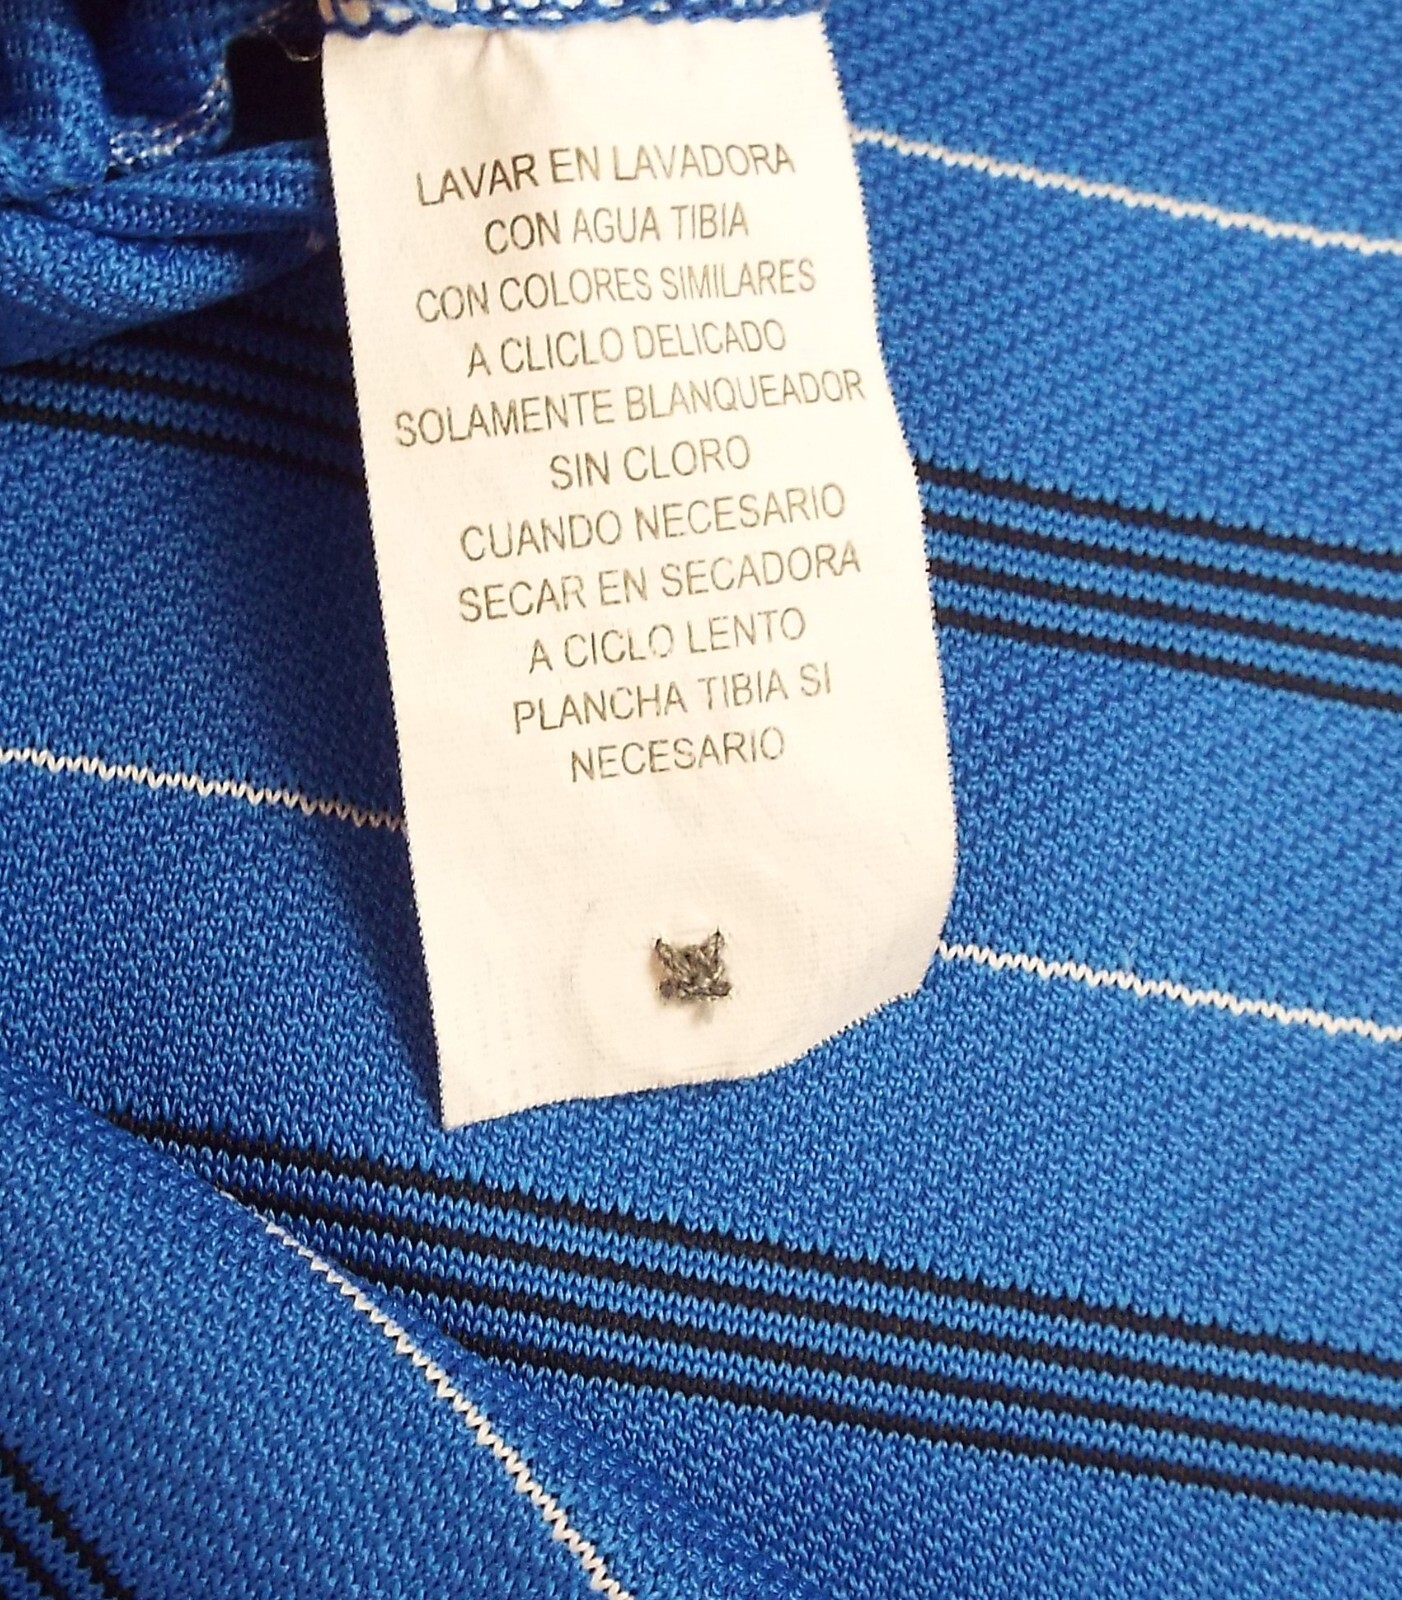 LAVAR EN LAVADORA
CON AGUA TIBIA
CON COLORES SIMILARES
A CLICLO DELICADO
SOLAMENTE BLANQUEADOR
SIN CLORO
CUANDO NECESARIO
SECAR EN SECADORA
A CICLO LENTO
PLANCHA TIBIA SI
NECESARIO